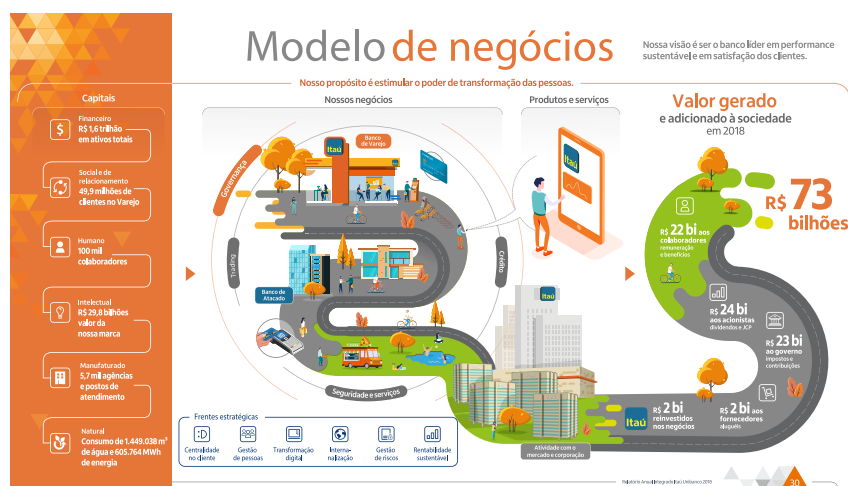 Modelo de negócios
Nossa visão é ser o banco líder em performance
sustentável e em satisfação dos clientes.
Nosso propósito é estimular o poder de transformação das pessoas.
Capitais
Financeiro
R$ 1,6 trilhão
em ativos totais
Social e de
relacionamento
49,9 milhões de
clientes no Varejo
Humano
100 mil
colaboradores
Intelectual
R$ 29,8 bilhões
valor da
nossa marca
Manufaturado
5,7 mil agências
e postos de
atendimento
Natural
Consumo de 1.449.038 m³
de água e 605.764 MWh
de energia
Nossos negócios
Governança
Trading
Crédito
Seguridade e serviços
Banco
de Varejo
Itaú
Banco de
Atacado
Produtos e serviços
Itaú
Itaú
Atividade com o
mercado e corporação
Frentes estratégicas
Centralidade
no cliente
Gestão
de pessoas
Transformação
digital
Interna-
nalização
Gestão
de riscos
Rentabilidade
sustentável
Valor gerado
e adicionado à sociedade
em 2018
R$ 73
bilhões
R$ 22 bi aos
colaboradores
remuneração
e benefícios
R$ 24 bi
aos acionistas
dividendos e JCP
R$ 23 bi
ao governo
impostos e
contribuições
R$ 2 bi aos
fornecedores
aluguéis
Itaú
R$ 2 bi
reinvestidos
nos negócios
Relatório Anual Integrado Itaú Unibanco 2018
30